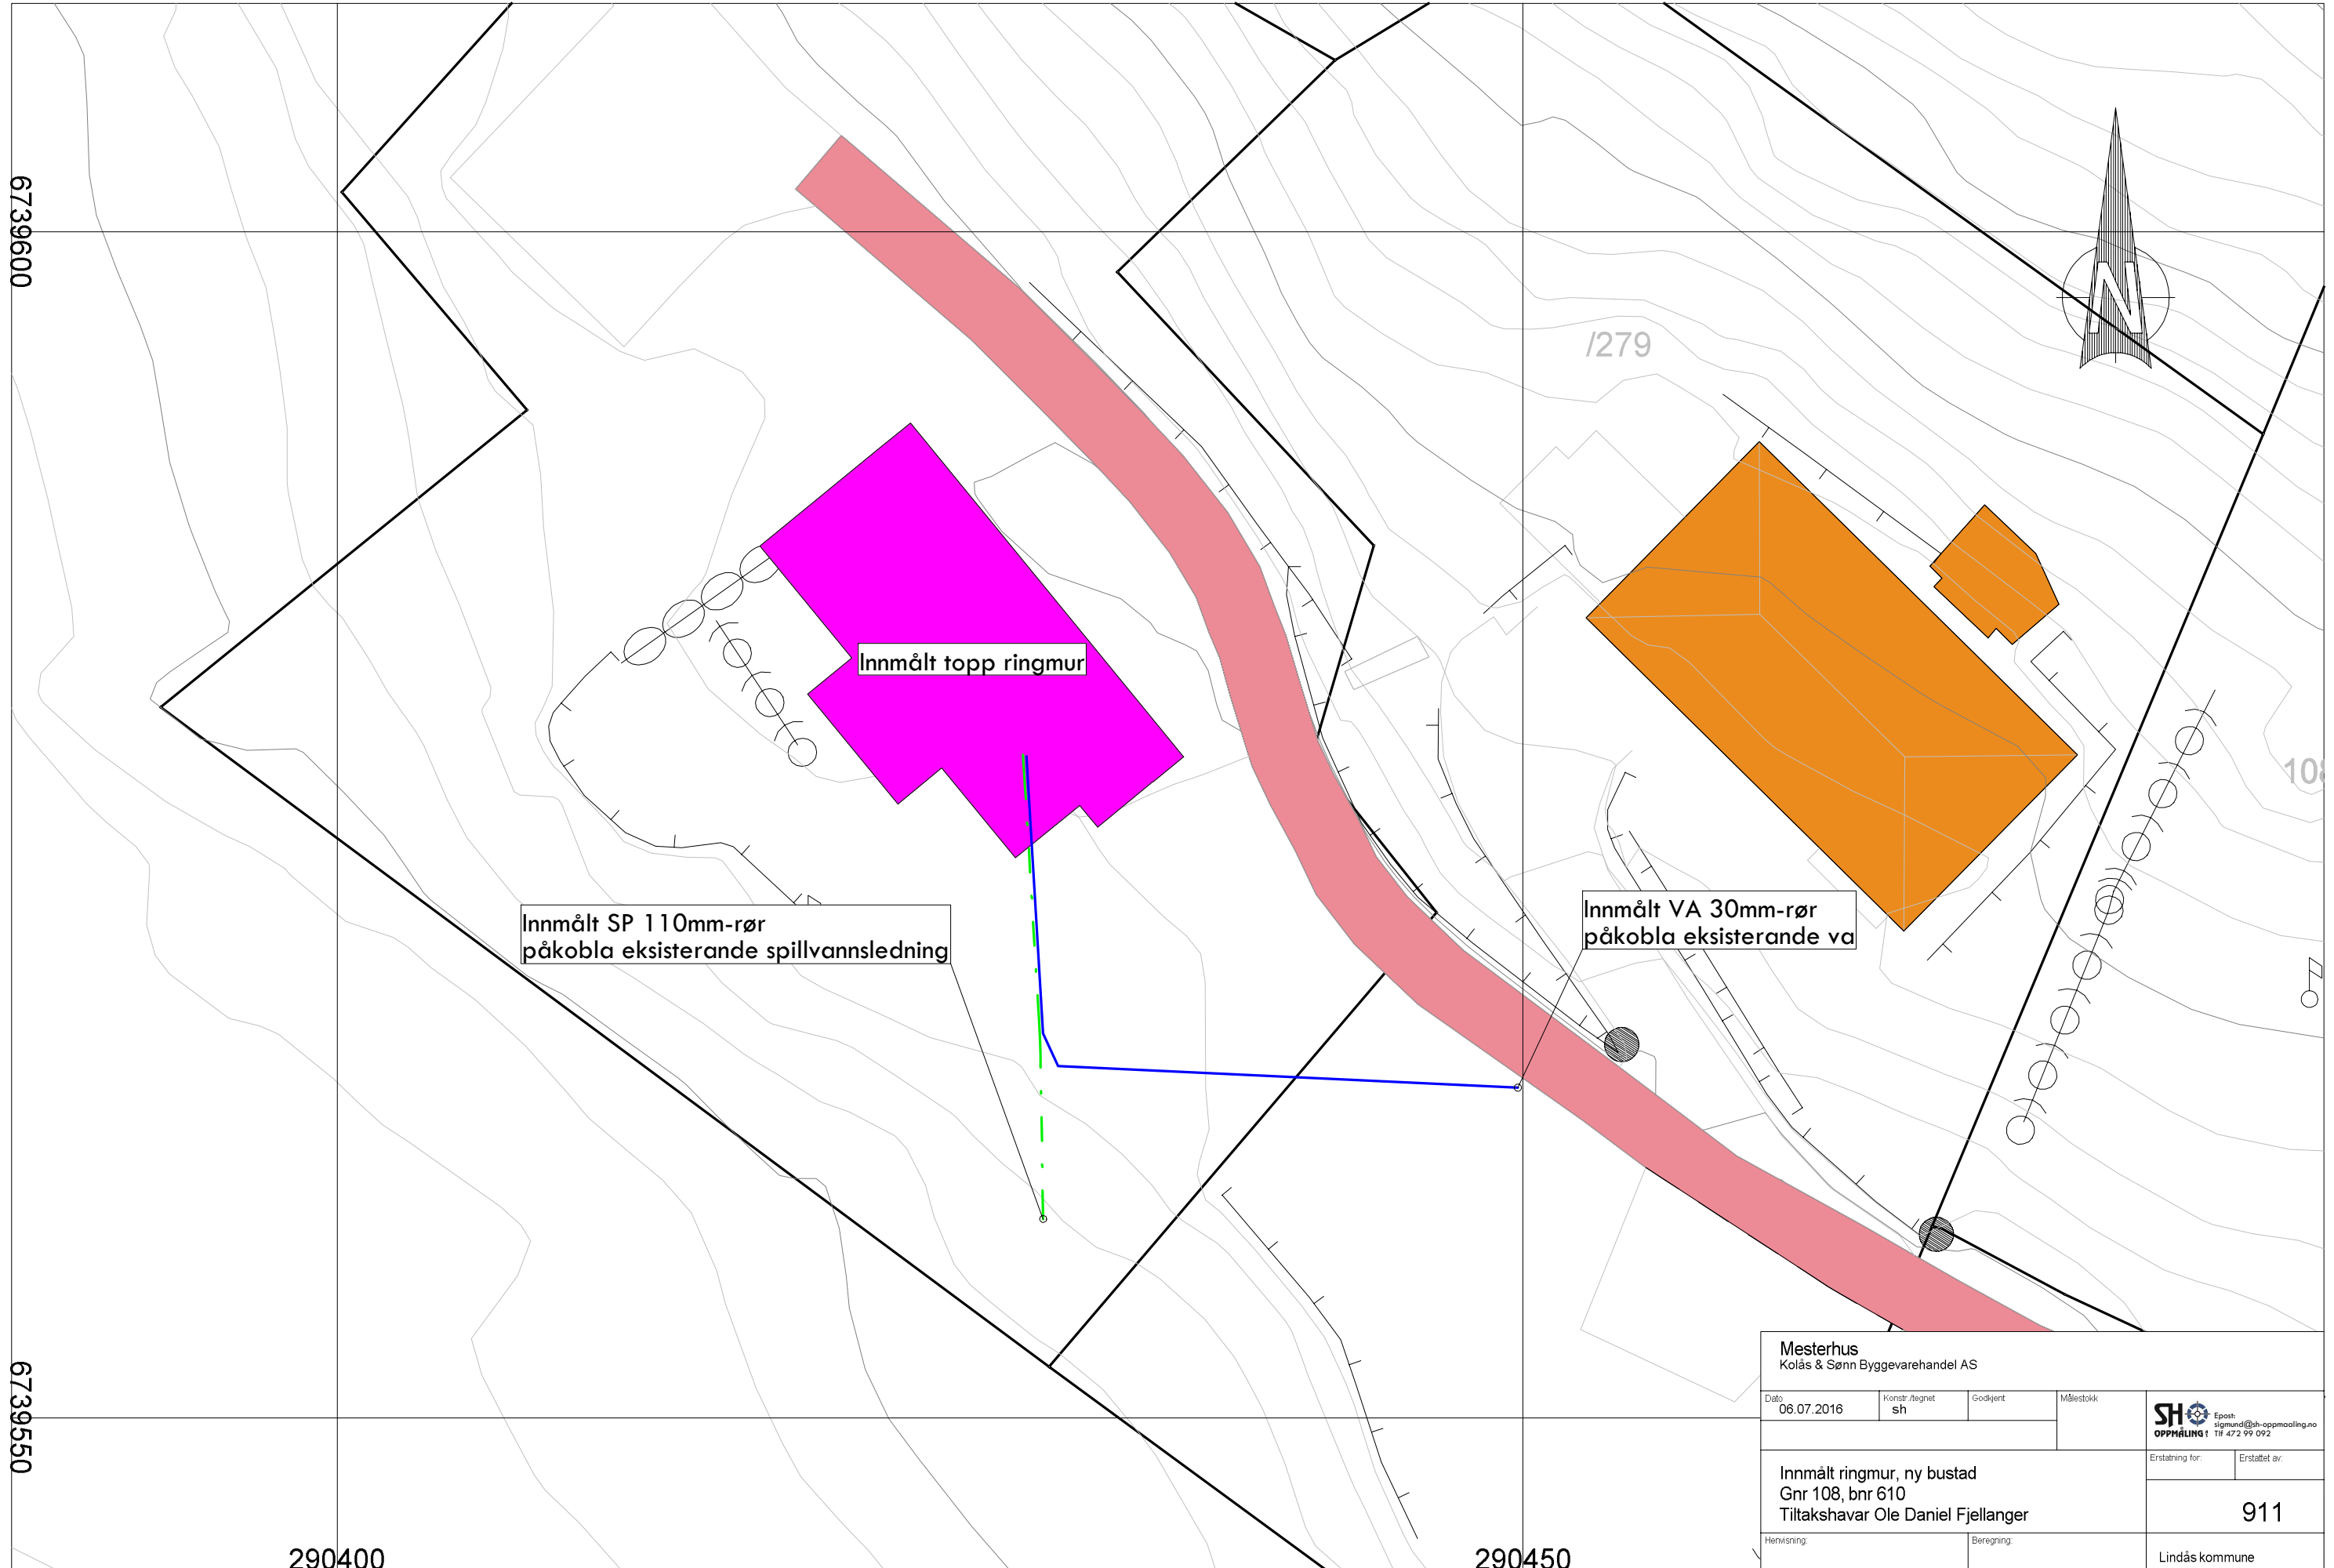 6739600
/279
N
Innmålt topp ringmur
108
Innmålt SP 110mm-rør
påkobla eksisterande spillvannsledning
Innmålt VA 30mm-rør
påkobla eksisterande va
6739550
290400
290450
Mesterhus
Kolås & Sønn Byggevarehandel AS
Dato
06.07.2016
Konstr./tegnet
sh
Godkjent
Målestokk
SH
OPPMÅLING
Epost:
sigmund@sh-oppmaaling.no
Tlf 472 99 092
Innmålt ringmur, ny bustad
Gnr 108, bnr 610
Tiltakshavar Ole Daniel Fjellanger
Erstatning for:
Erstattet av:
911
Henvisning:
Beregning:
Lindås kommune